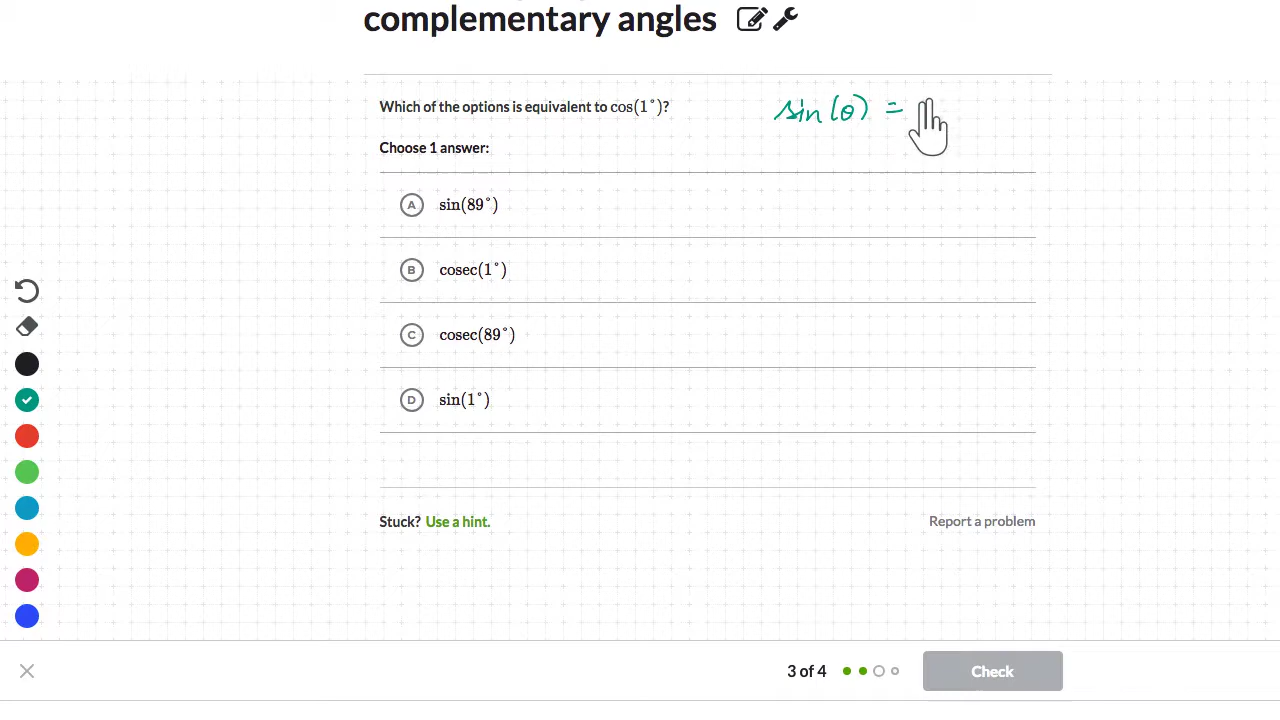 complementary angles
Which of the options is equivalent to cos(1˚)?
sin(θ) =
Choose 1 answer:
A sin(89˚)
B cosec(1˚)
C cosec(89˚)
D sin(1˚)
Stuck? Use a hint.
Report a problem
3 of 4
Check